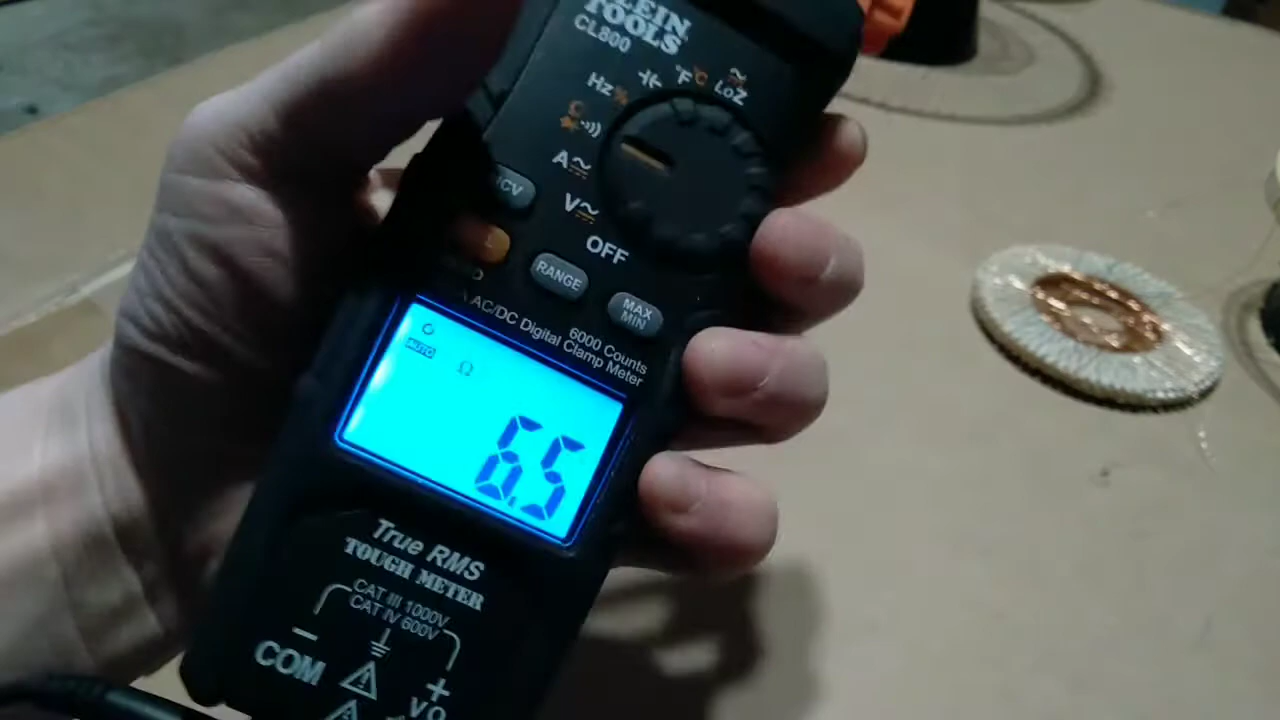 KLEIN
TOOLS
CL800
Hz%
°F°C
LoZ
A
V
OFF
NCV
RANGE
MAX
MIN
AC/DC Digital Clamp Meter
6000 Counts
AUTO
Ω
6.5
True RMS
TOUGH METER
CAT III 1000V
CAT IV 600V
COM
+
VΩ